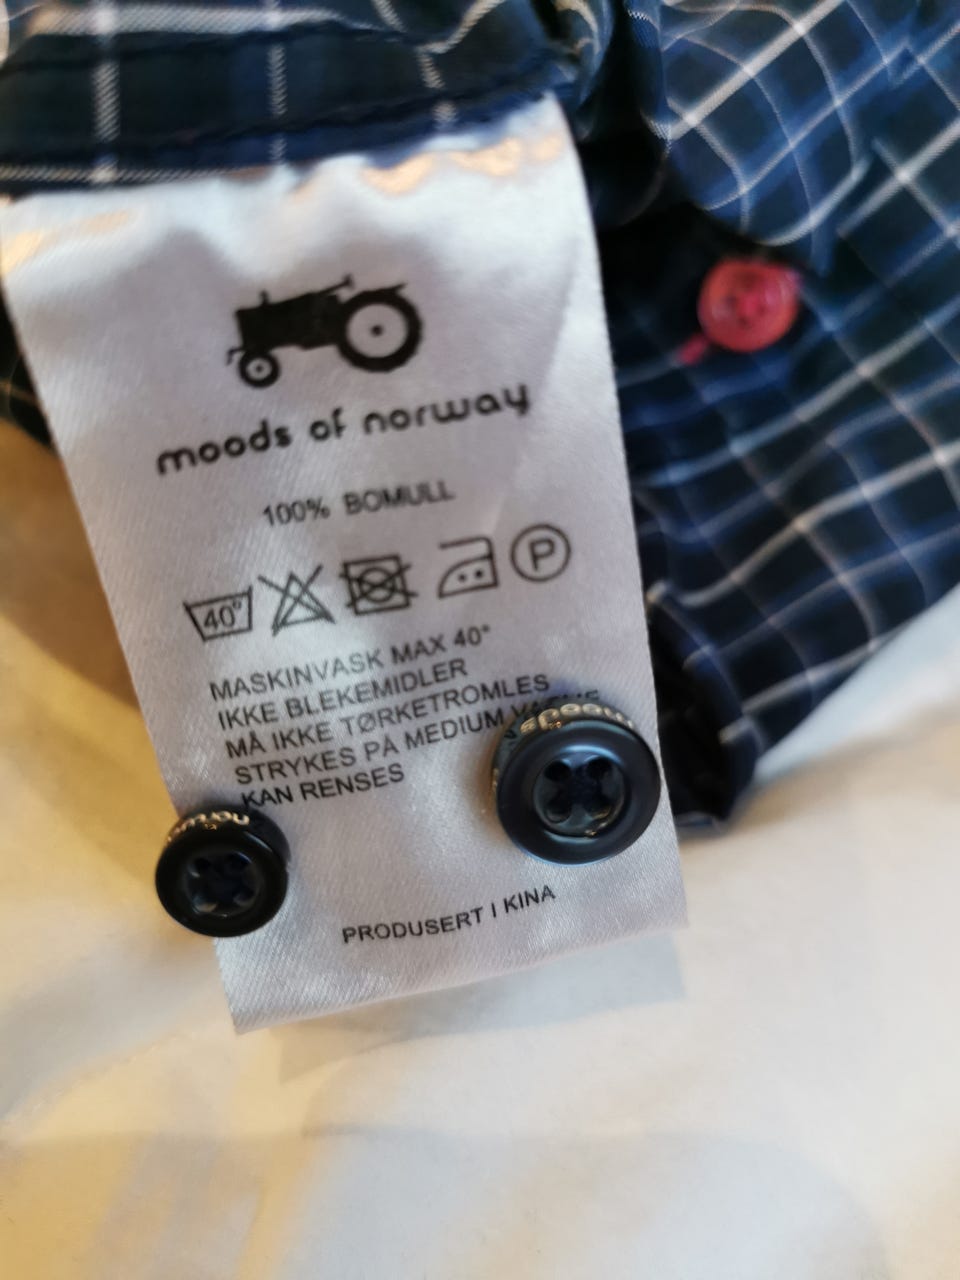 moods of norway
100% BOMULL
40° P
MASKINVASK MAX 40°
IKKE BLEKEMIDLER
MÅ IKKE TØRKETROMLES
STRYKES PÅ MEDIUM
KAN RENSES
moods
PRODUSERT I KINA